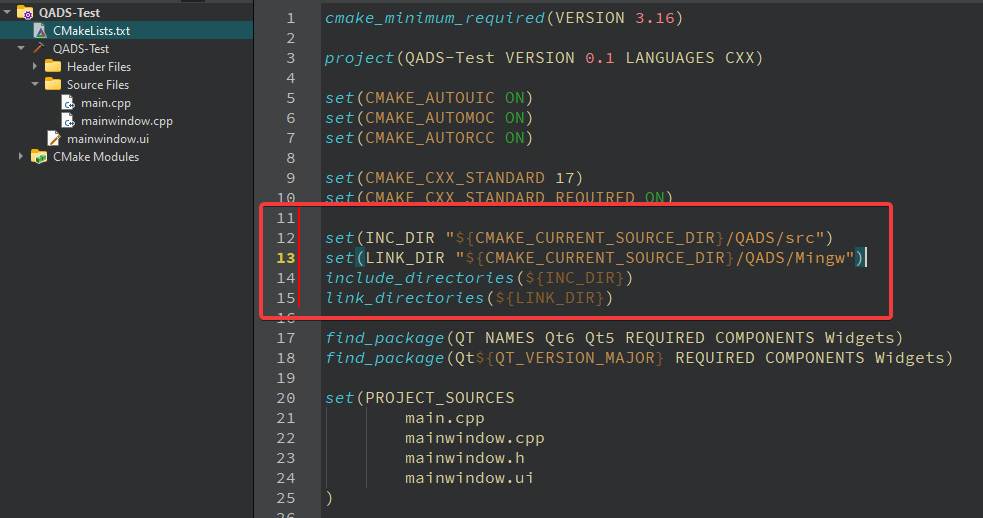 QADS-Test
CMakeLists.txt
QADS-Test
Header Files
Source Files
main.cpp
mainwindow.cpp
mainwindow.ui
CMake Modules
1 cmake_minimum_required(VERSION 3.16)
2
3 project(QADS-Test VERSION 0.1 LANGUAGES CXX)
4
5 set(CMAKE_AUTOUIC ON)
6 set(CMAKE_AUTOMOC ON)
7 set(CMAKE_AUTORCC ON)
8
9 set(CMAKE_CXX_STANDARD 17)
10 set(CMAKE_CXX_STANDARD_REQUIRED ON)
11
12 set(INC_DIR "${CMAKE_CURRENT_SOURCE_DIR}/QADS/src")
13 set(LINK_DIR "${CMAKE_CURRENT_SOURCE_DIR}/QADS/Mingw")
14 include_directories(${INC_DIR})
15 link_directories(${LINK_DIR})
16
17 find_package(QT NAMES Qt6 Qt5 REQUIRED COMPONENTS Widgets)
18 find_package(Qt${QT_VERSION_MAJOR} REQUIRED COMPONENTS Widgets)
19
20 set(PROJECT_SOURCES
21 main.cpp
22 mainwindow.cpp
23 mainwindow.h
24 mainwindow.ui
25 )
26